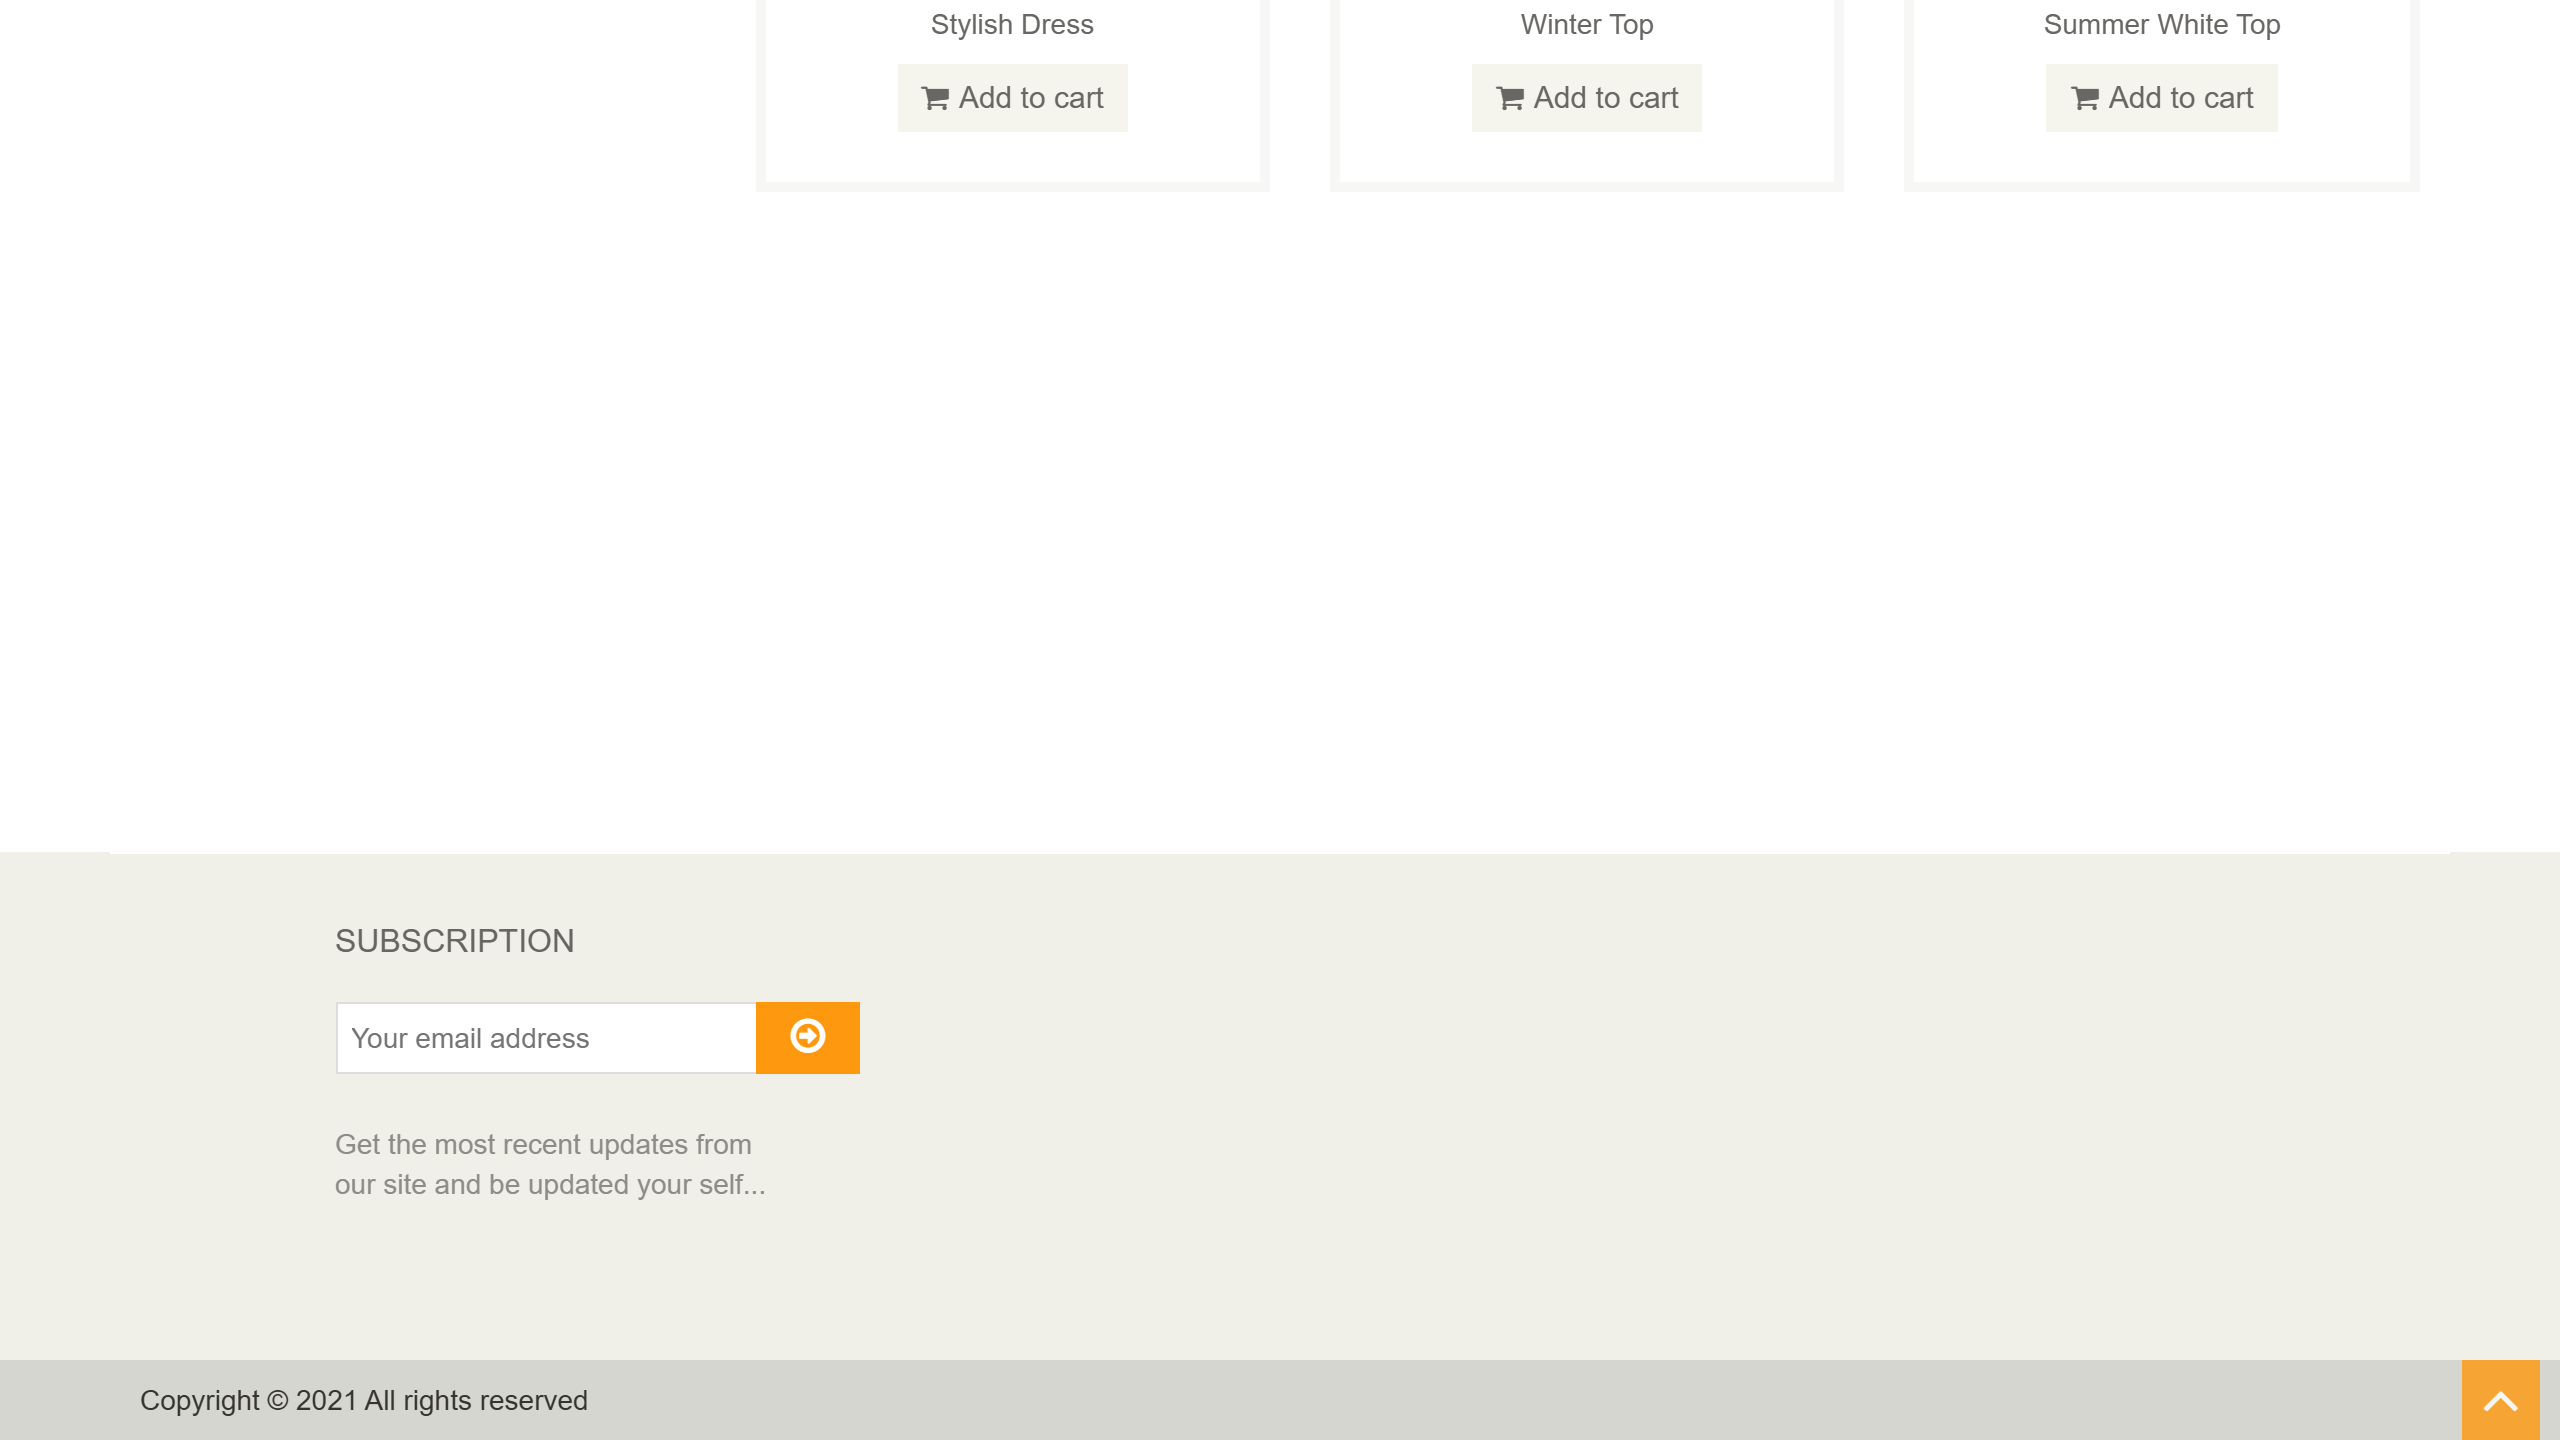 Stylish Dress
Winter Top
Summer White Top
Add to cart
Add to cart
Add to cart
SUBSCRIPTION
Your email address
Get the most recent updates from
our site and be updated your self...
Copyright © 2021 All rights reserved